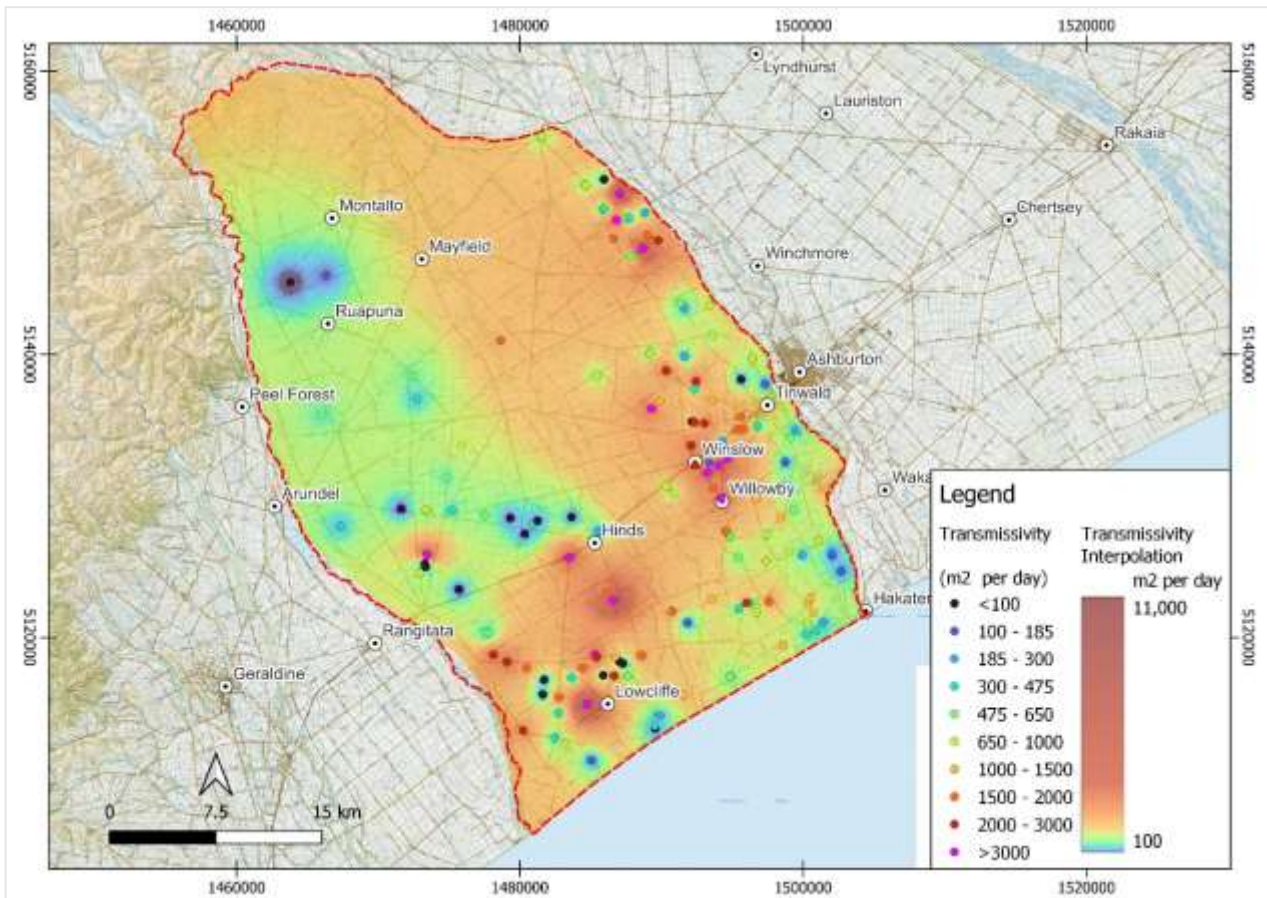 1460000
1480000
1500000
1520000
5160000
5160000
Lyndhurst
Lauriston
Rakaia
Montalto
Chertsey
Mayfield
Winchmore
Ruapuna
5140000
5140000
Ashburton
Peel Forest
Tinwald
Winslow
Arundel
Willowby
Waka
Hinds
Hakater
5120000
5120000
Rangitata
Geraldine
Lowcliffe
0
7.5
15 km
Legend
Transmissivity
(m2 per day)
<100
100 - 185
185 - 300
300 - 475
475 - 650
650 - 1000
1000 - 1500
1500 - 2000
2000 - 3000
>3000
Transmissivity
Interpolation
m2 per day
11,000
100
1460000
1480000
1500000
1520000